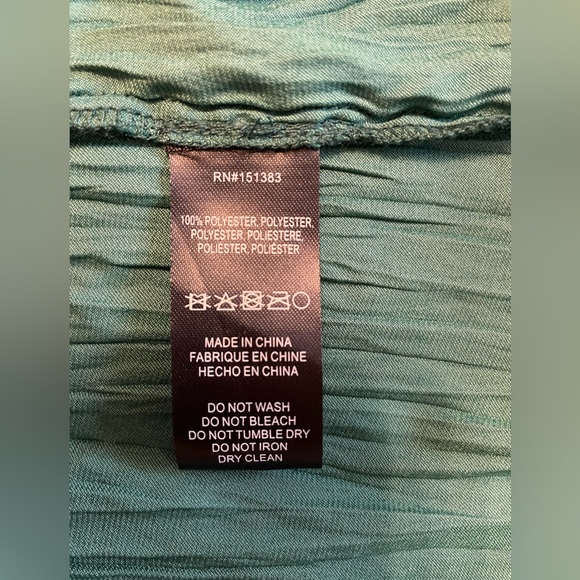 RN#151383
100% POLYESTER, POLYESTER,
POLYESTER, POLIESTERE,
POLIÉSTER, POLIÉSTER
MADE IN CHINA
FABRIQUE EN CHINE
HECHO EN CHINA
DO NOT WASH
DO NOT BLEACH
DO NOT TUMBLE DRY
DO NOT IRON
DRY CLEAN